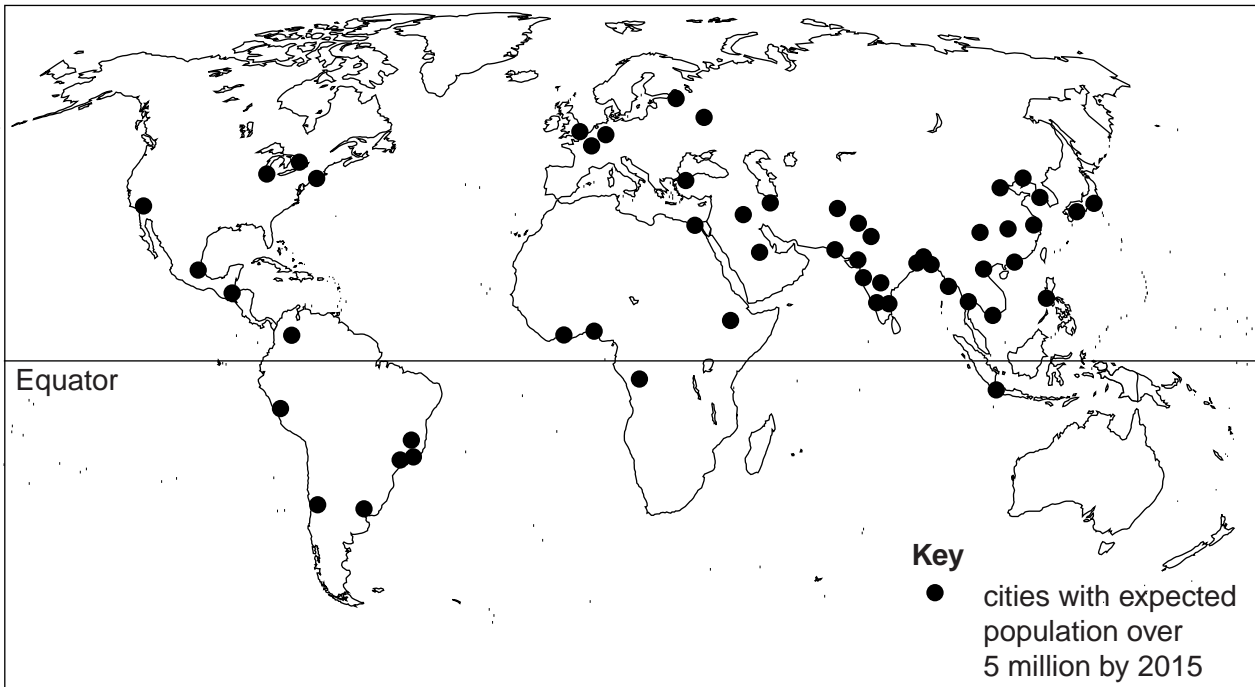 Equator
Key
cities with expected
population over
5 million by 2015